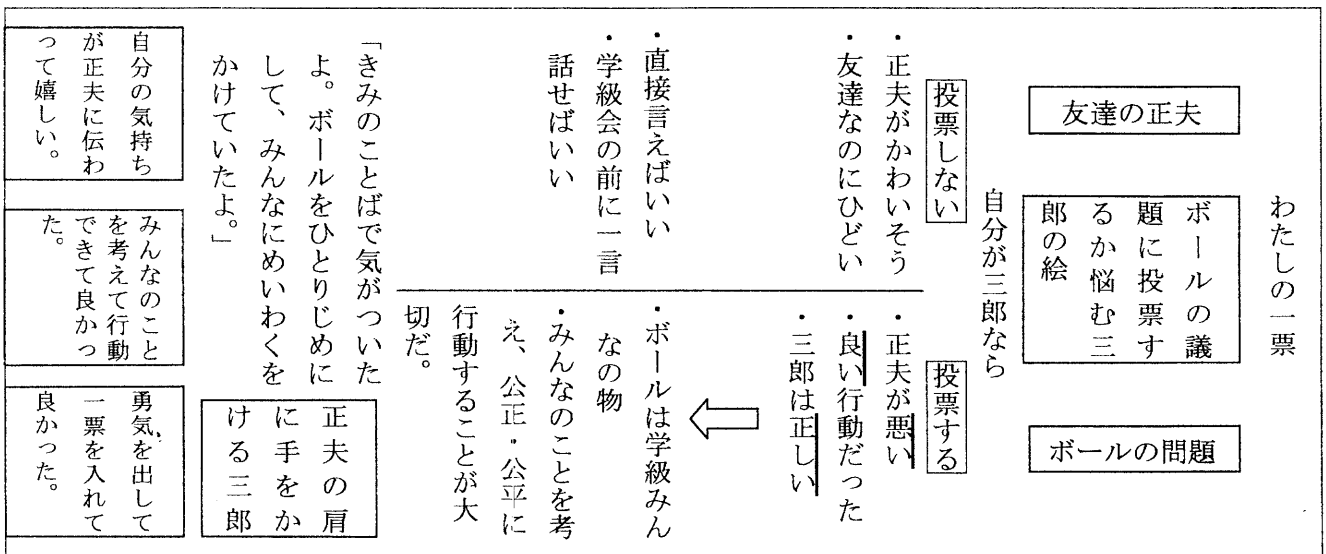 わたしの一票
友達の正夫
ボールの議
題に投票す
るか悩む三
郎の絵
ボールの問題
自分が三郎なら
投票しない
・正夫がかわいそう
・友達なのにひどい
・直接言えばいい
・学級会の前に一言
話せばいい
投票する
・正夫が悪い
・良い行動だった
・三郎は正しい
・ボールは学級みん
なの物
・みんなのことを考
え、公正・公平に
行動することが大
切だ。
「きみのことばで気がついた
よ。ボールをひとりじめに
して、みんなにめいわくを
かけていたよ。」
正夫の肩
に手をか
ける三郎
自分の気持ち
が正夫に伝わ
って嬉しい。
みんなのこと
を考えて行動
できて良かっ
た。
勇気を出して
一票を入れて
良かった。